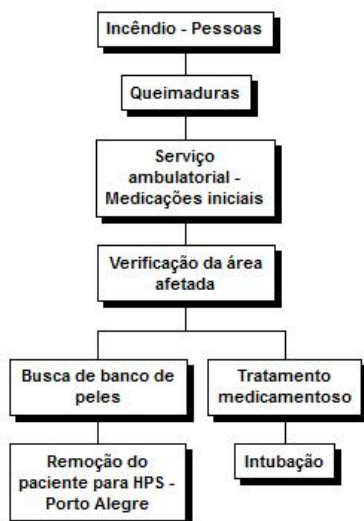 Incêndio - Pessoas
Queimaduras
Serviço
ambulatorial -
Medicações iniciais
Verificação da área
afetada
Busca de banco de
peles
Tratamento
medicamentoso
Remoção do
paciente para HPS -
Porto Alegre
Intubação